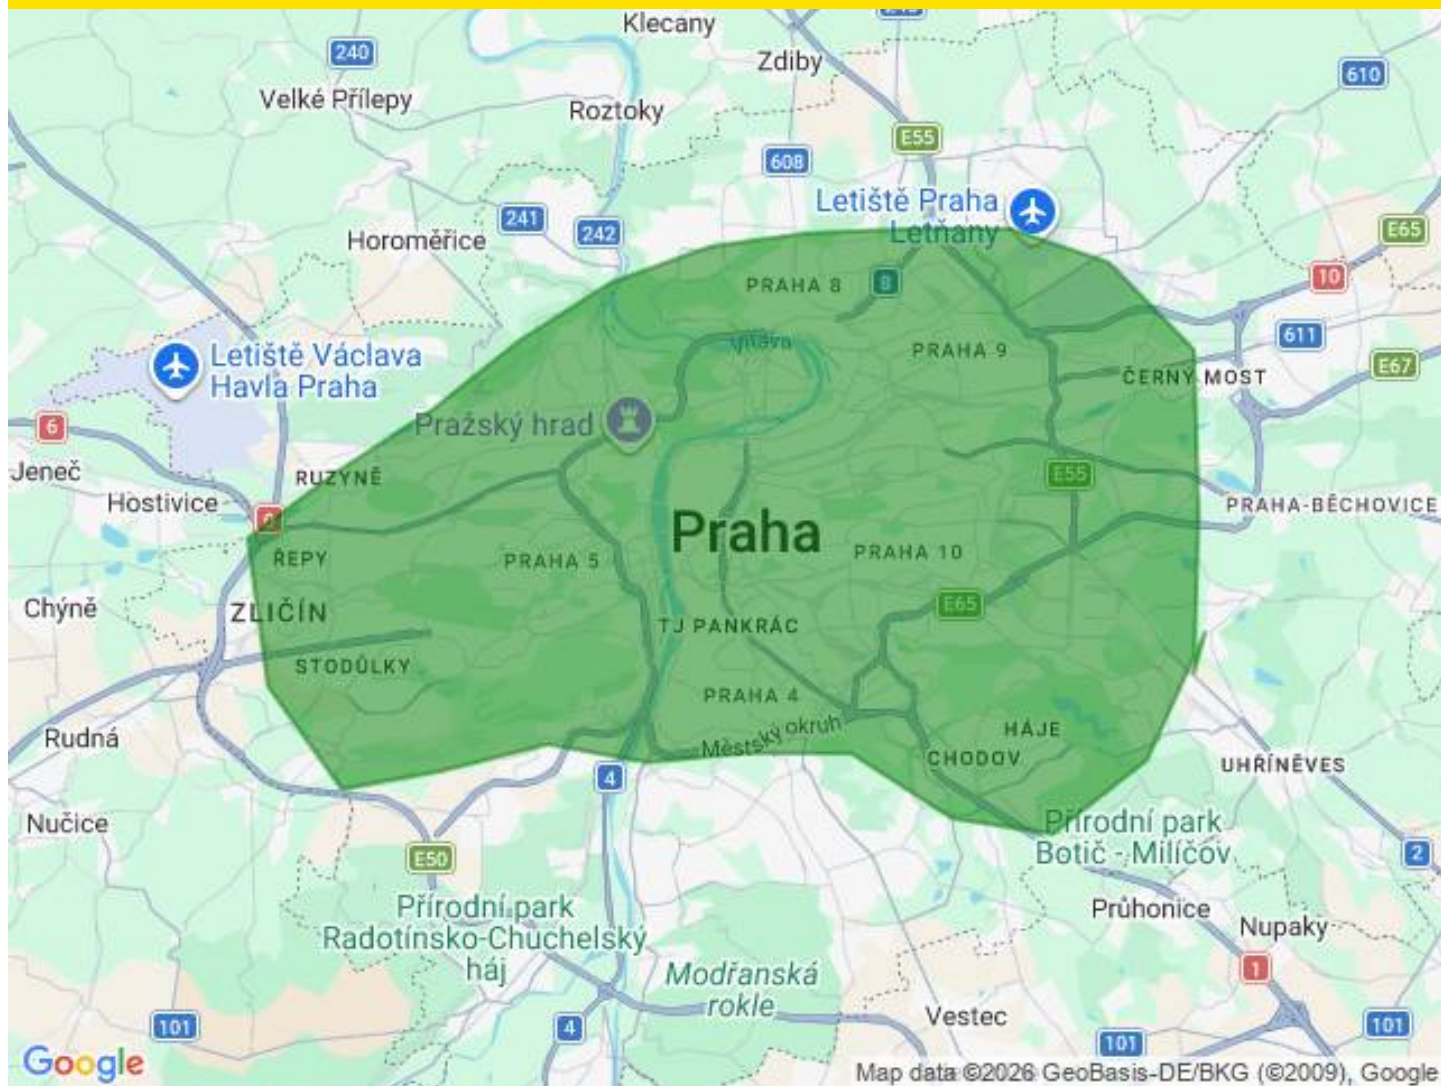 Klecany
240
Zdiby
610
Velké Přílepy
Roztoky
E55
608
Letiště Praha
Letňany
241
242
Horoměřice
E65
10
PRAHA 8
8
611
Vltava
PRAHA 9
Letiště Václava
Havla Praha
E67
ČERNÝ MOST
Pražský hrad
6
Jeneč
RUZYNĚ
E55
Hostivice
PRAHA-BĚCHOVICE
6
Praha
ŘEPY
PRAHA 5
PRAHA 10
Chýně
ZLIČÍN
E65
TJ PANKRÁC
STODŮLKY
PRAHA 4
Rudná
Městský okruh
HÁJE
CHODOV
UHŘÍNĚVES
4
Nučice
Přírodní park
Botič - Milíčov
E50
2
Přírodní park
Radotínsko-Chuchelský
háj
Průhonice
Nupaky
Modřanská
rokle
1
101
4
Vestec
101
101
Google
Map data ©2026 GeoBasis-DE/BKG (©2009), Google